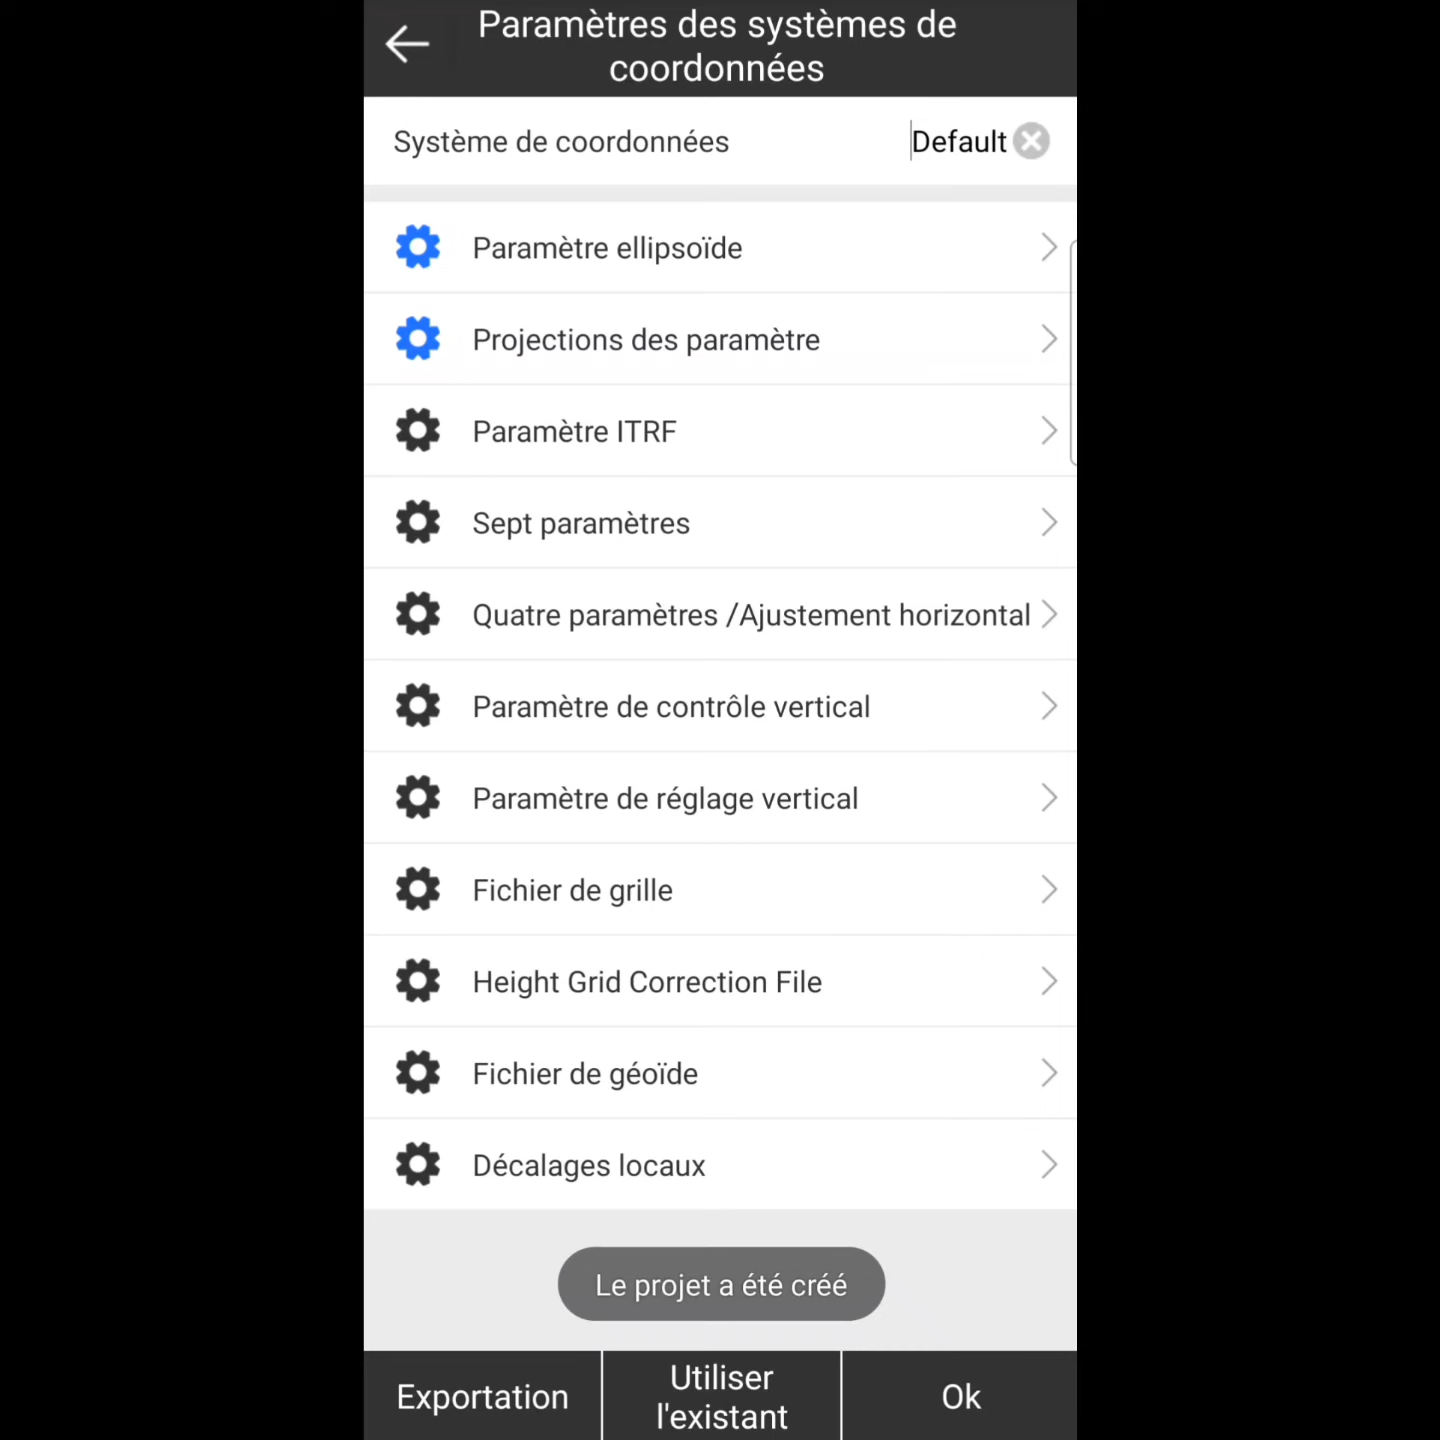 Paramètres des systèmes de
coordonnées
Système de coordonnées Default
Paramètre ellipsoïde
Projections des paramètre
Paramètre ITRF
Sept paramètres
Quatre paramètres /Ajustement horizontal
Paramètre de contrôle vertical
Paramètre de réglage vertical
Fichier de grille
Height Grid Correction File
Fichier de géoïde
Décalages locaux
Le projet a été créé
Exportation
Utiliser
l'existant
Ok